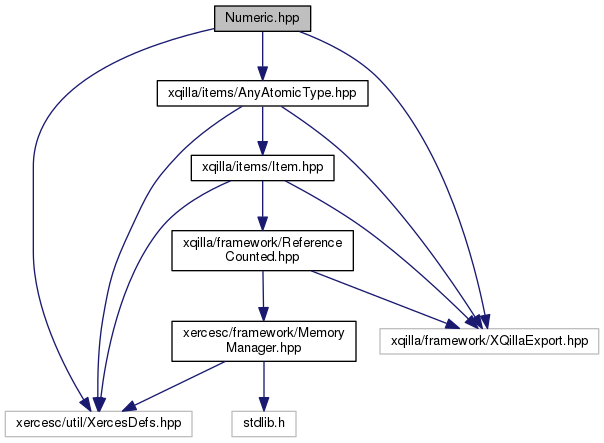 Numeric.hpp
xqilla/items/AnyAtomicType.hpp
xqilla/items/Item.hpp
xqilla/framework/Reference
Counted.hpp
xercesc/framework/Memory
Manager.hpp
xqilla/framework/XQillaExport.hpp
xercesc/util/XercesDefs.hpp
stdlib.h